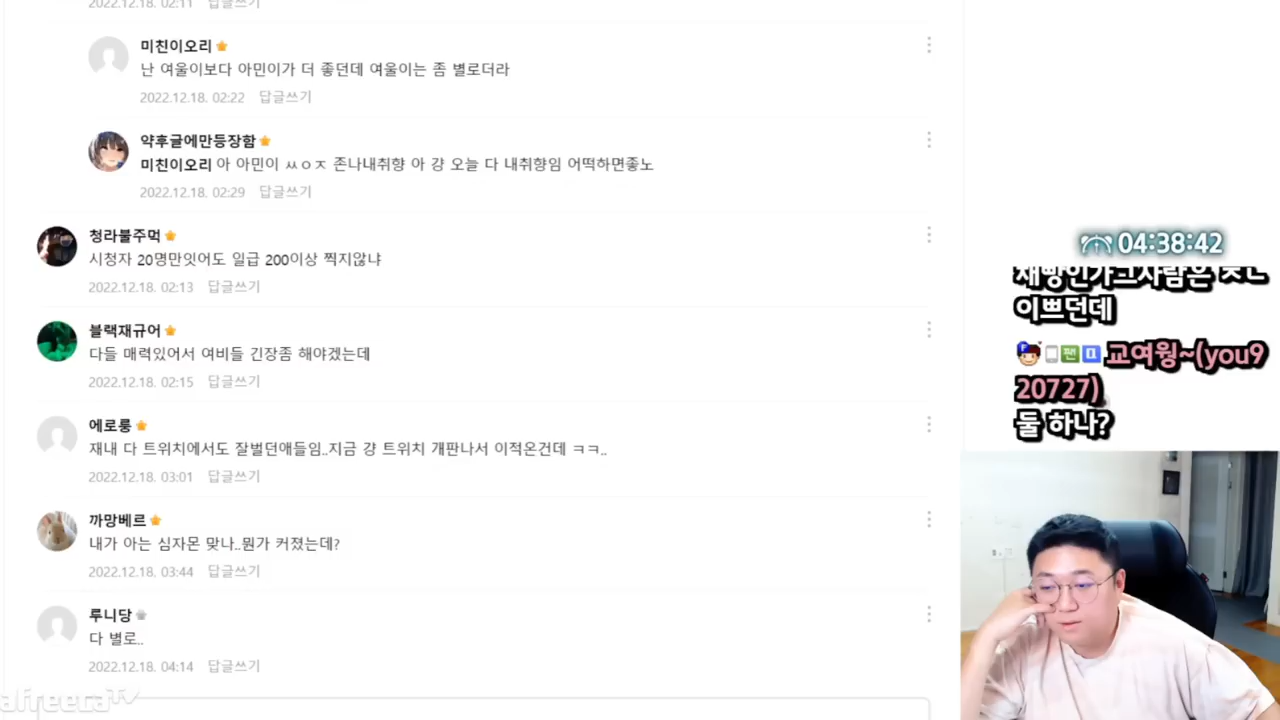 2022.12.18. 02:11 답글쓰기
미친이오리
난 여울이보다 아민이가 더 좋던데 여울이는 좀 별로더라
2022.12.18. 02:22 답글쓰기
약후글에만등장함
미친이오리 아 아민이 ㅆㅇㅈ 존나내취향 아 걍 오늘 다 내취향임 어떡하면좋노
2022.12.18. 02:29 답글쓰기
청라불주먹
시청자 20명만잇어도 일급 200이상 찍지않냐
2022.12.18. 02:13 답글쓰기
블랙재규어
다들 매력있어서 여비들 긴장좀 해야겠는데
2022.12.18. 02:15 답글쓰기
에로룽
재내 다 트위치에서도 잘벌던애들임..지금 걍 트위치 개판나서 이적온건데 ㅋㅋ..
2022.12.18. 03:01 답글쓰기
까망베르
내가 아는 심자몬 맞나..뭔가 커졌는데?
2022.12.18. 03:44 답글쓰기
루니당
다 별로..
2022.12.18. 04:14 답글쓰기
afreecaTV
04:38:42
이쁘던데
교여웡~(you9
20727)
둘 하나?